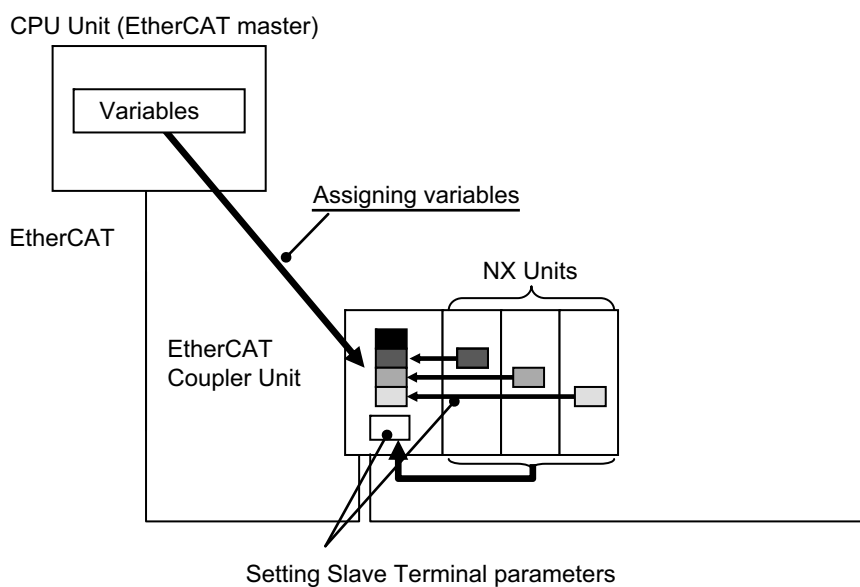 CPU Unit (EtherCAT master)
Variables
Assigning variables
EtherCAT
NX Units
EtherCAT
Coupler Unit
Setting Slave Terminal parameters